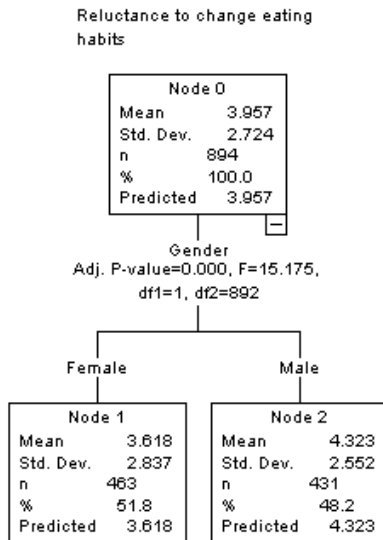 Reluctance to change eating
habits
Node 0
Mean 3.957
Std. Dev. 2.724
n 894
% 100.0
Predicted 3.957
Gender
Adj. P-value=0.000, F=15.175,
df1=1, df2=892
Female
Male
Node 1
Mean 3.618
Std. Dev. 2.837
n 463
% 51.8
Predicted 3.618
Node 2
Mean 4.323
Std. Dev. 2.552
n 431
% 48.2
Predicted 4.323